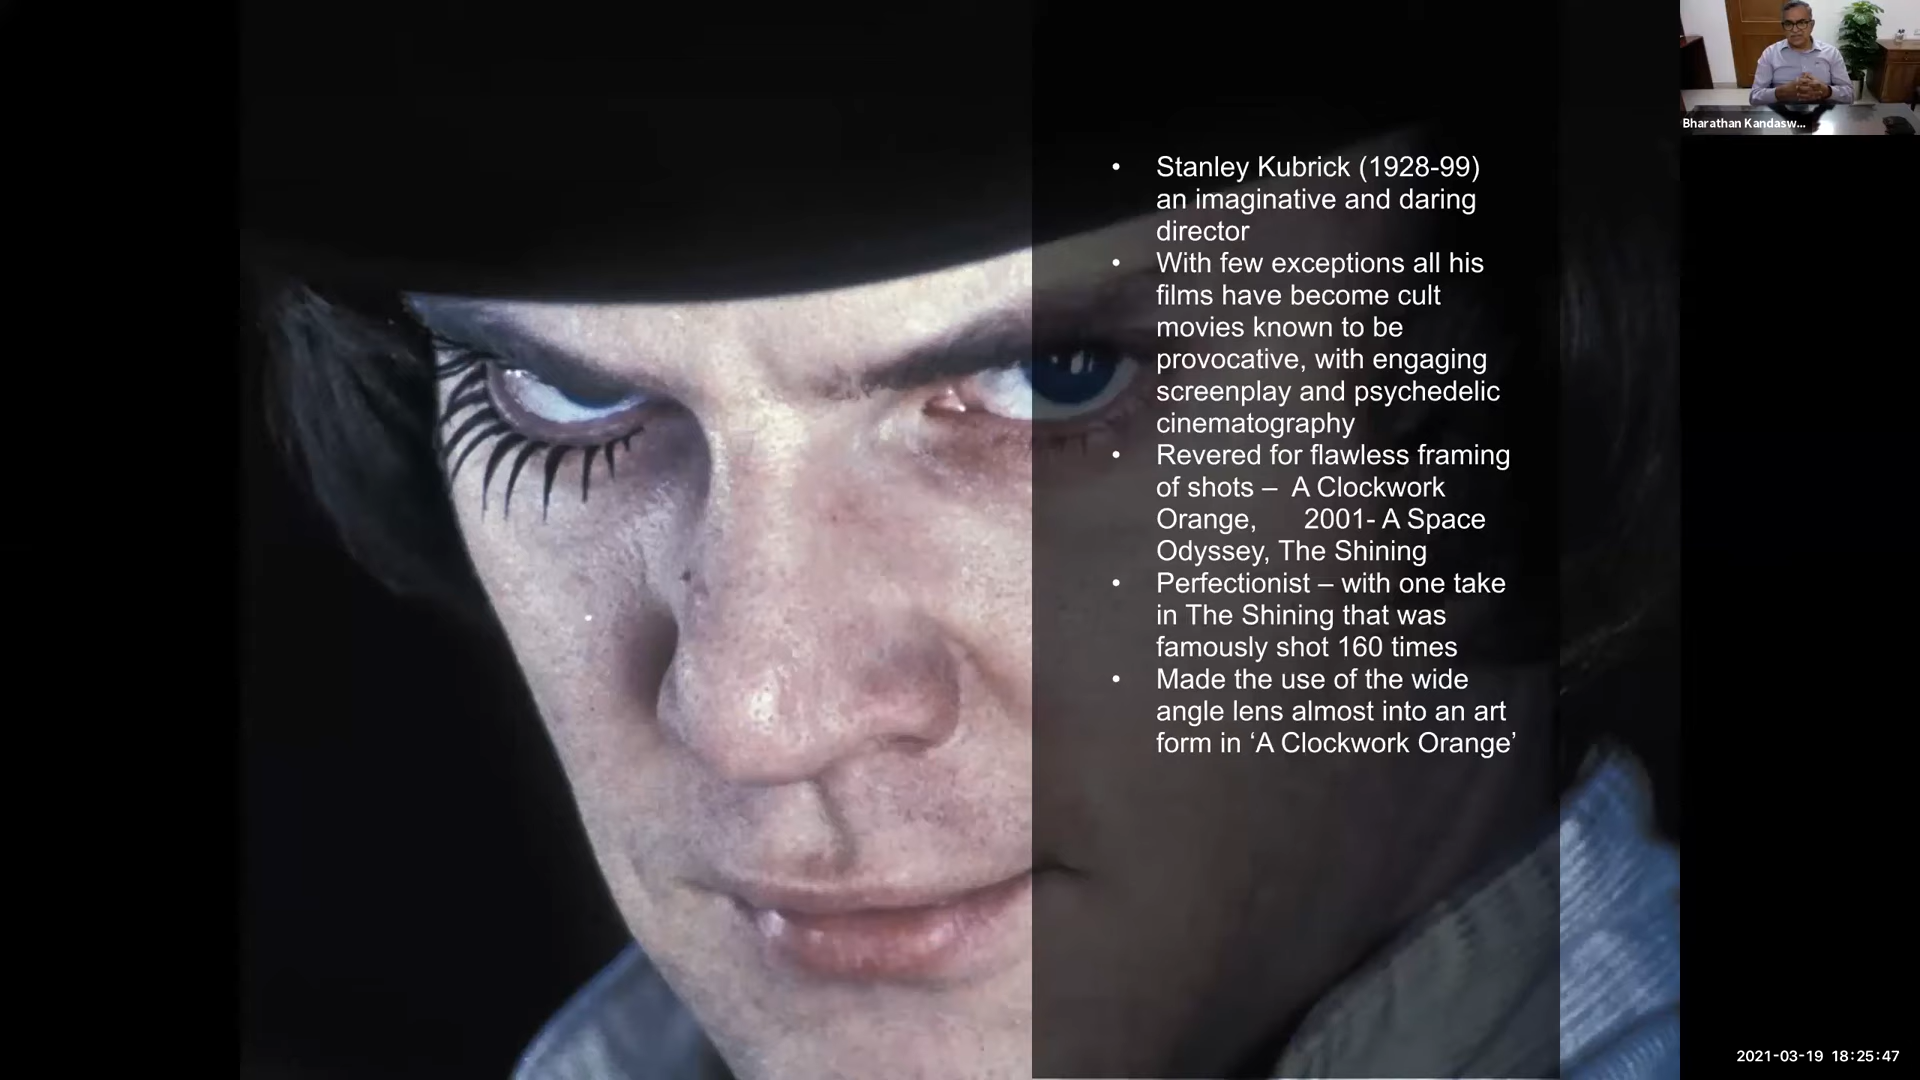 Bharathan Kandasw...
• Stanley Kubrick (1928-99)
an imaginative and daring
director
• With few exceptions all his
films have become cult
movies known to be
provocative, with engaging
screenplay and psychedelic
cinematography
• Revered for flawless framing
of shots – A Clockwork
Orange, 2001- A Space
Odyssey, The Shining
• Perfectionist – with one take
in The Shining that was
famously shot 160 times
• Made the use of the wide
angle lens almost into an art
form in ‘A Clockwork Orange’
2021-03-19 18:25:47